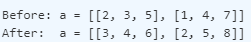 Before: a = [[2, 3, 5], [1, 4, 7]]
After:  a = [[3, 4, 6], [2, 5, 8]]